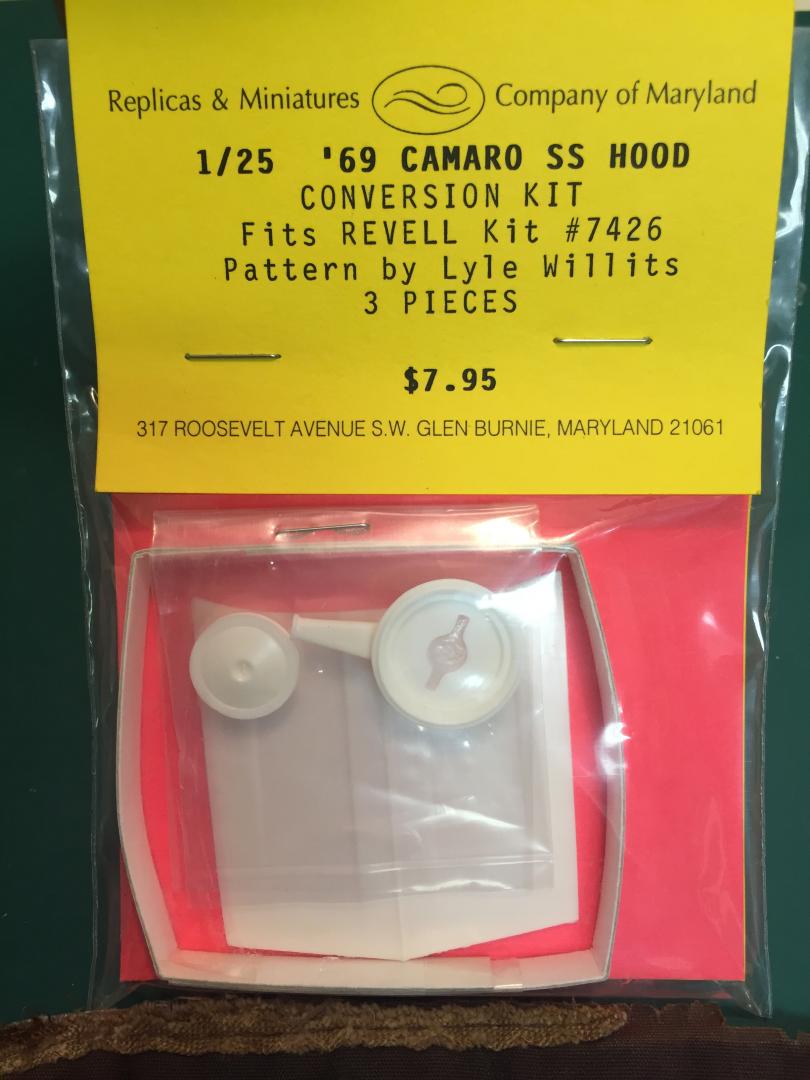 Replicas & Miniatures Company of Maryland
1/25 '69 CAMARO SS HOOD
CONVERSION KIT
Fits REVELL Kit #7426
Pattern by Lyle Willits
3 PIECES
$7.95
317 ROOSEVELT AVENUE S.W. GLEN BURNIE, MARYLAND 21061